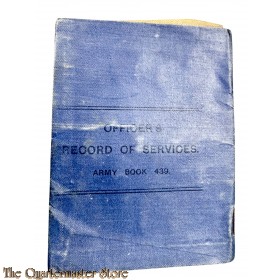 OFFICER'S
RECORD OF SERVICES.
ARMY BOOK 439.
The Quartermaster Store